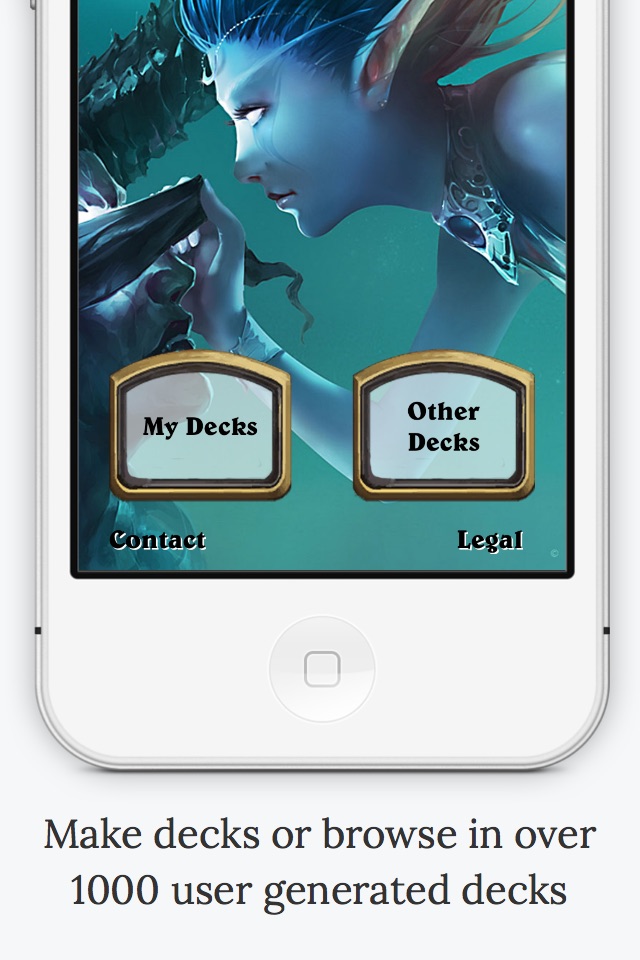 My Decks
Other
Decks
Contact
Legal
©
Make decks or browse in over
1000 user generated decks